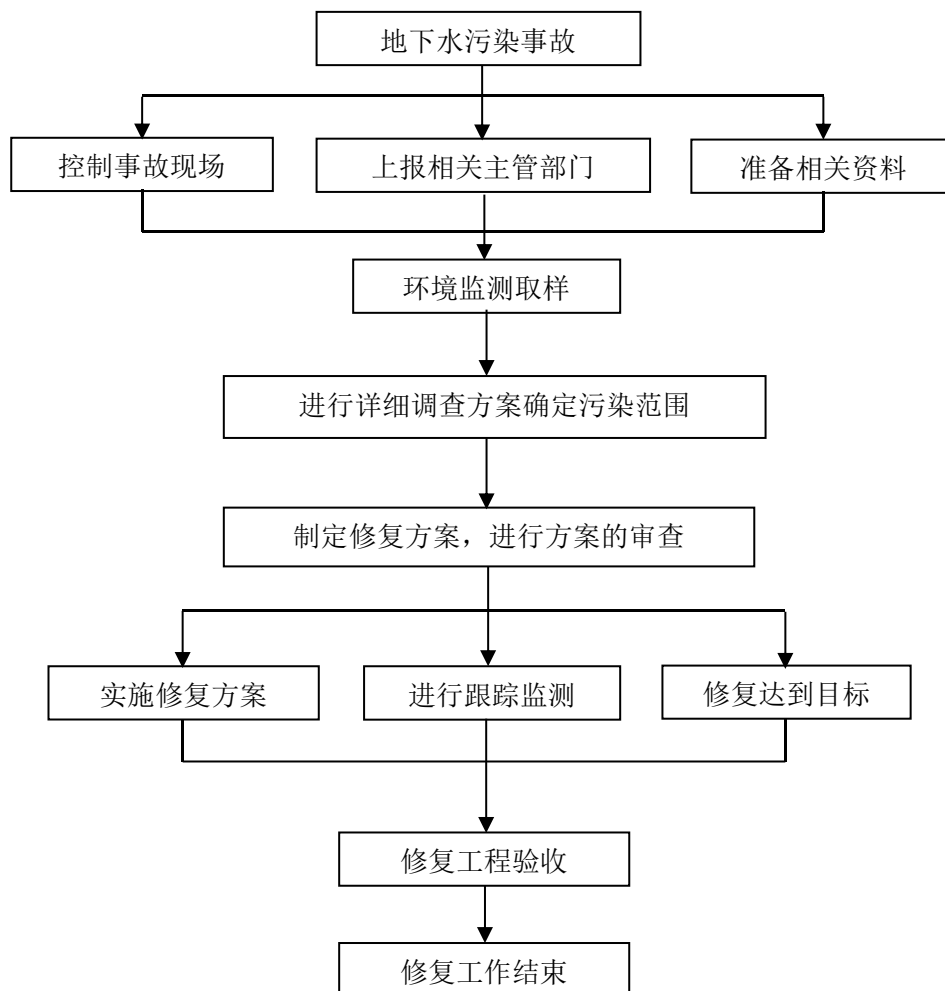 地下水污染事故
控制事故现场
上报相关主管部门
准备相关资料
环境监测取样
进行详细调查方案确定污染范围
制定修复方案，进行方案的审查
实施修复方案
进行跟踪监测
修复达到目标
修复工程验收
修复工作结束